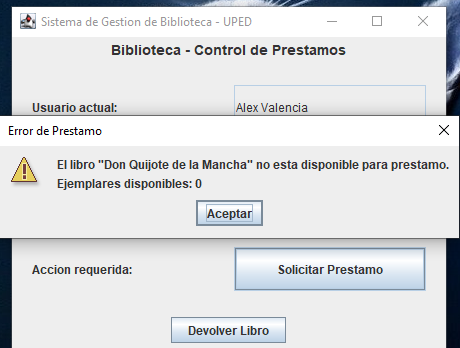 Sistema de Gestion de Biblioteca - UPED
Biblioteca - Control de Prestamos
Usuario actual:
Alex Valencia
Error de Prestamo
El libro "Don Quijote de la Mancha" no esta disponible para prestamo.
Ejemplares disponibles: 0
Aceptar
Accion requerida:
Solicitar Prestamo
Devolver Libro